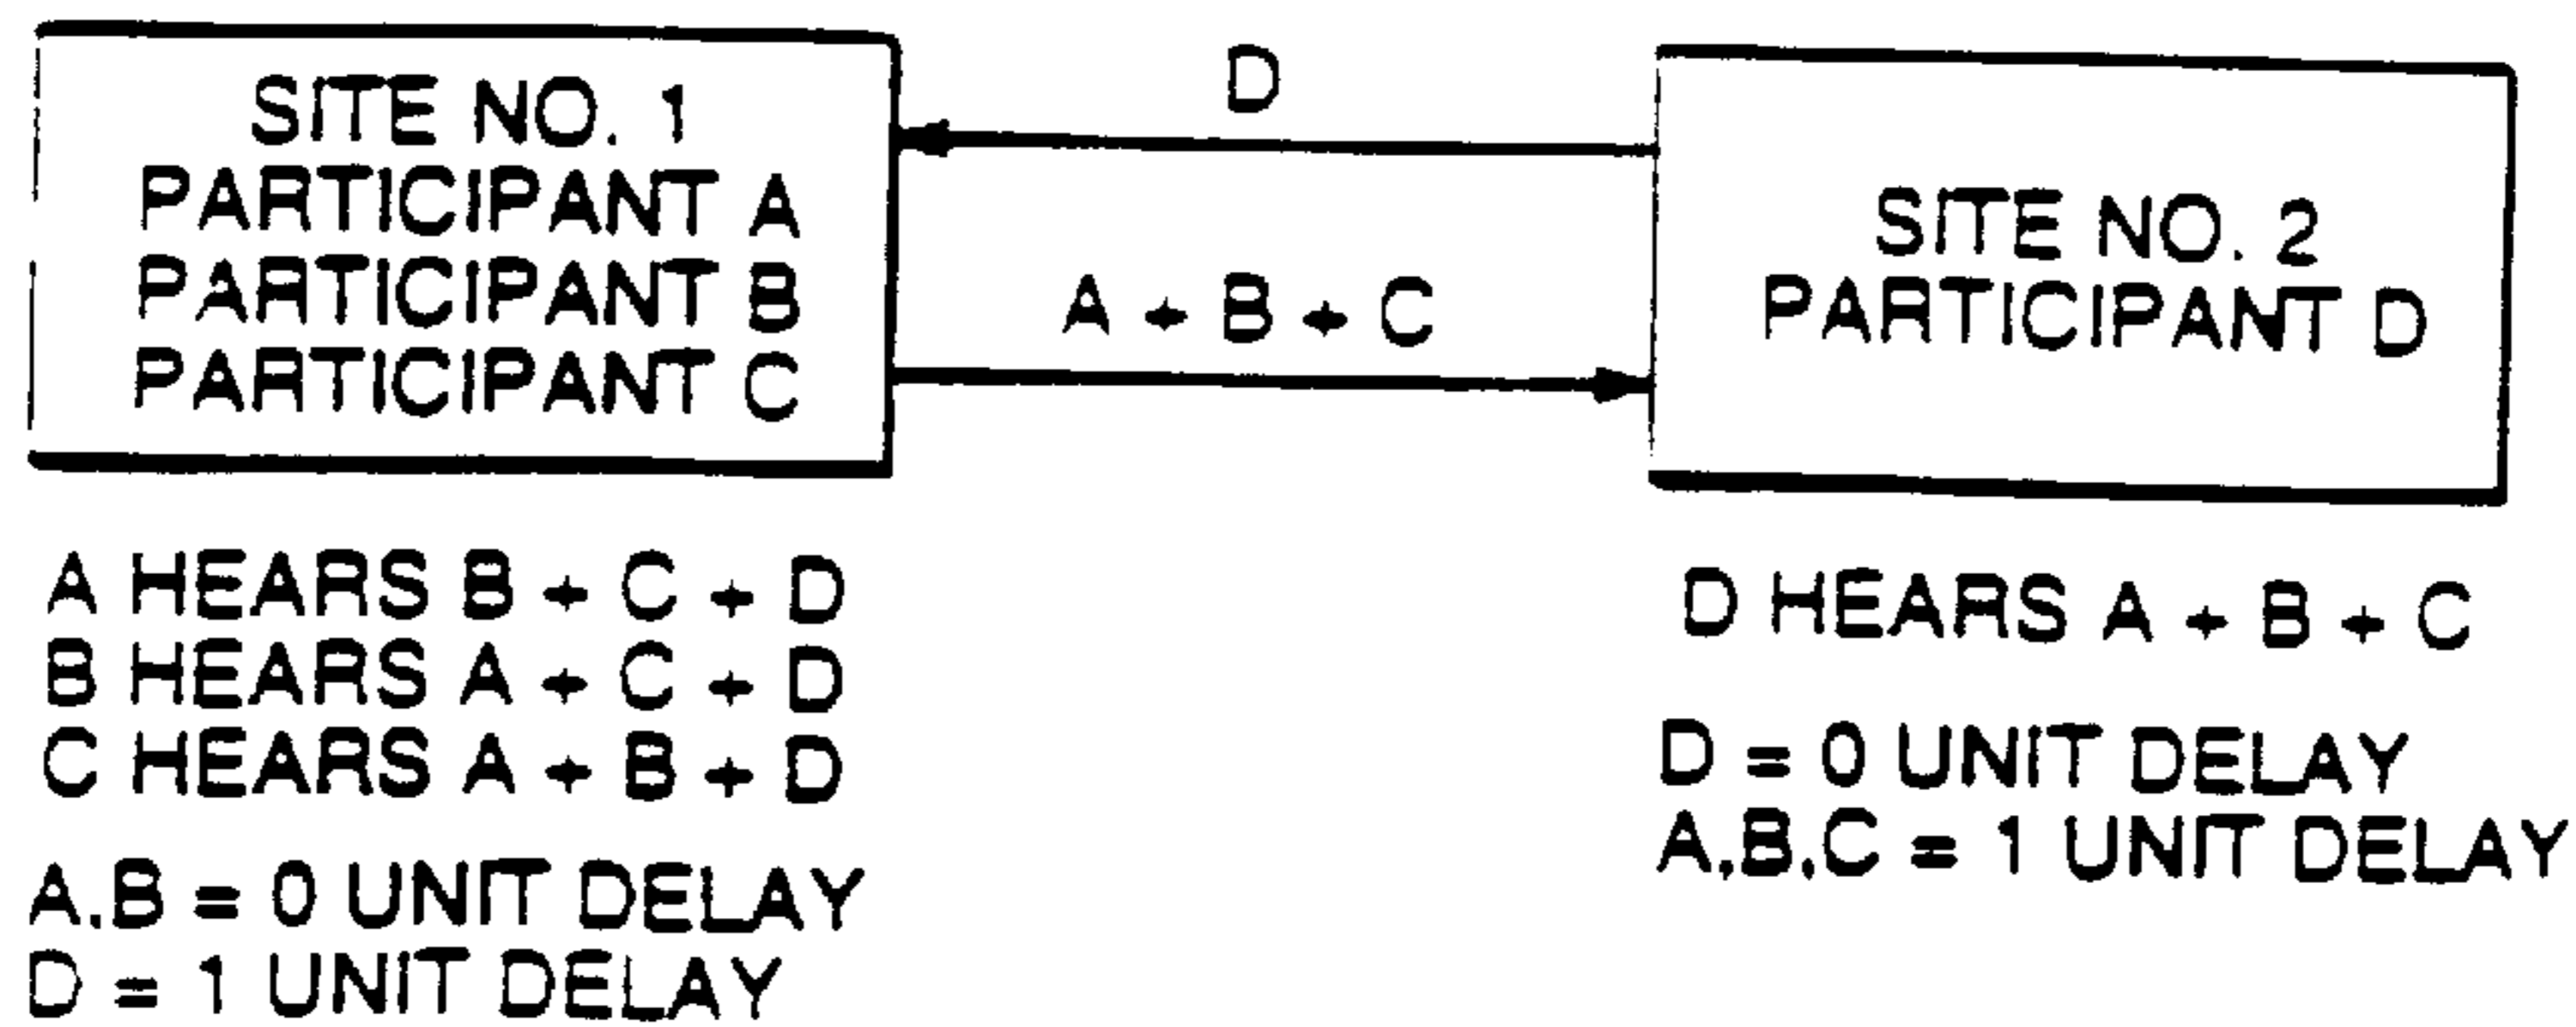 SITE NO. 1
PARTICIPANT A
PARTICIPANT B
PARTICIPANT C
D
A + B + C
SITE NO. 2
PARTICIPANT D
A HEARS B + C + D
B HEARS A + C + D
C HEARS A + B + D
A.B = 0 UNIT DELAY
D = 1 UNIT DELAY
D HEARS A + B + C
D = 0 UNIT DELAY
A,B,C = 1 UNIT DELAY